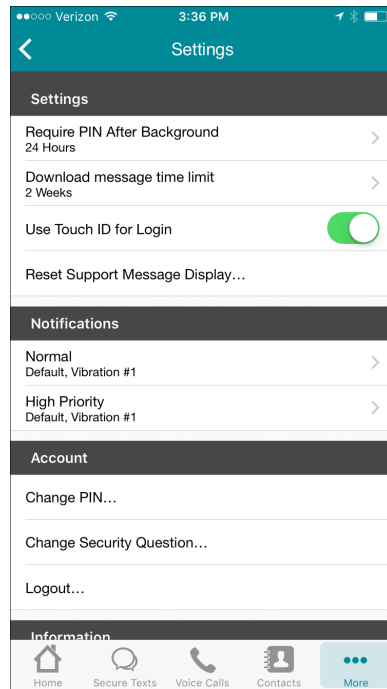 Verizon 3:36 PM
Settings
Settings
Require PIN After Background
24 Hours
Download message time limit
2 Weeks
Use Touch ID for Login
Reset Support Message Display...
Notifications
Normal
Default, Vibration #1
High Priority
Default, Vibration #1
Account
Change PIN...
Change Security Question...
Logout...
Information
Home Secure Texts Voice Calls Contacts More